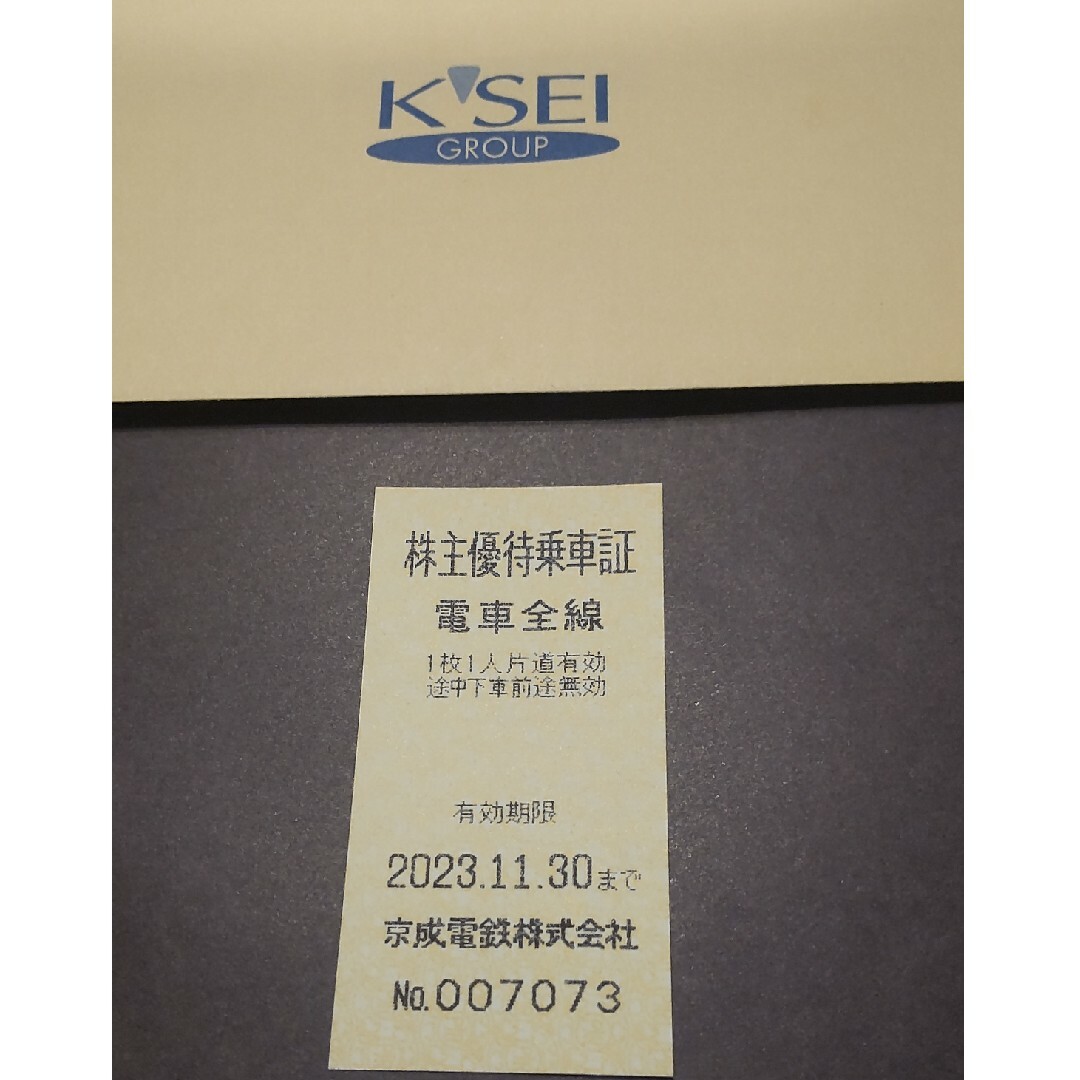 K'SEI
GROUP
株主優待乗車証
電車全線
1枚1人片道有効
途中下車前途無効
有効期限
2023.11.30まで
京成電鉄株式会社
No.007073